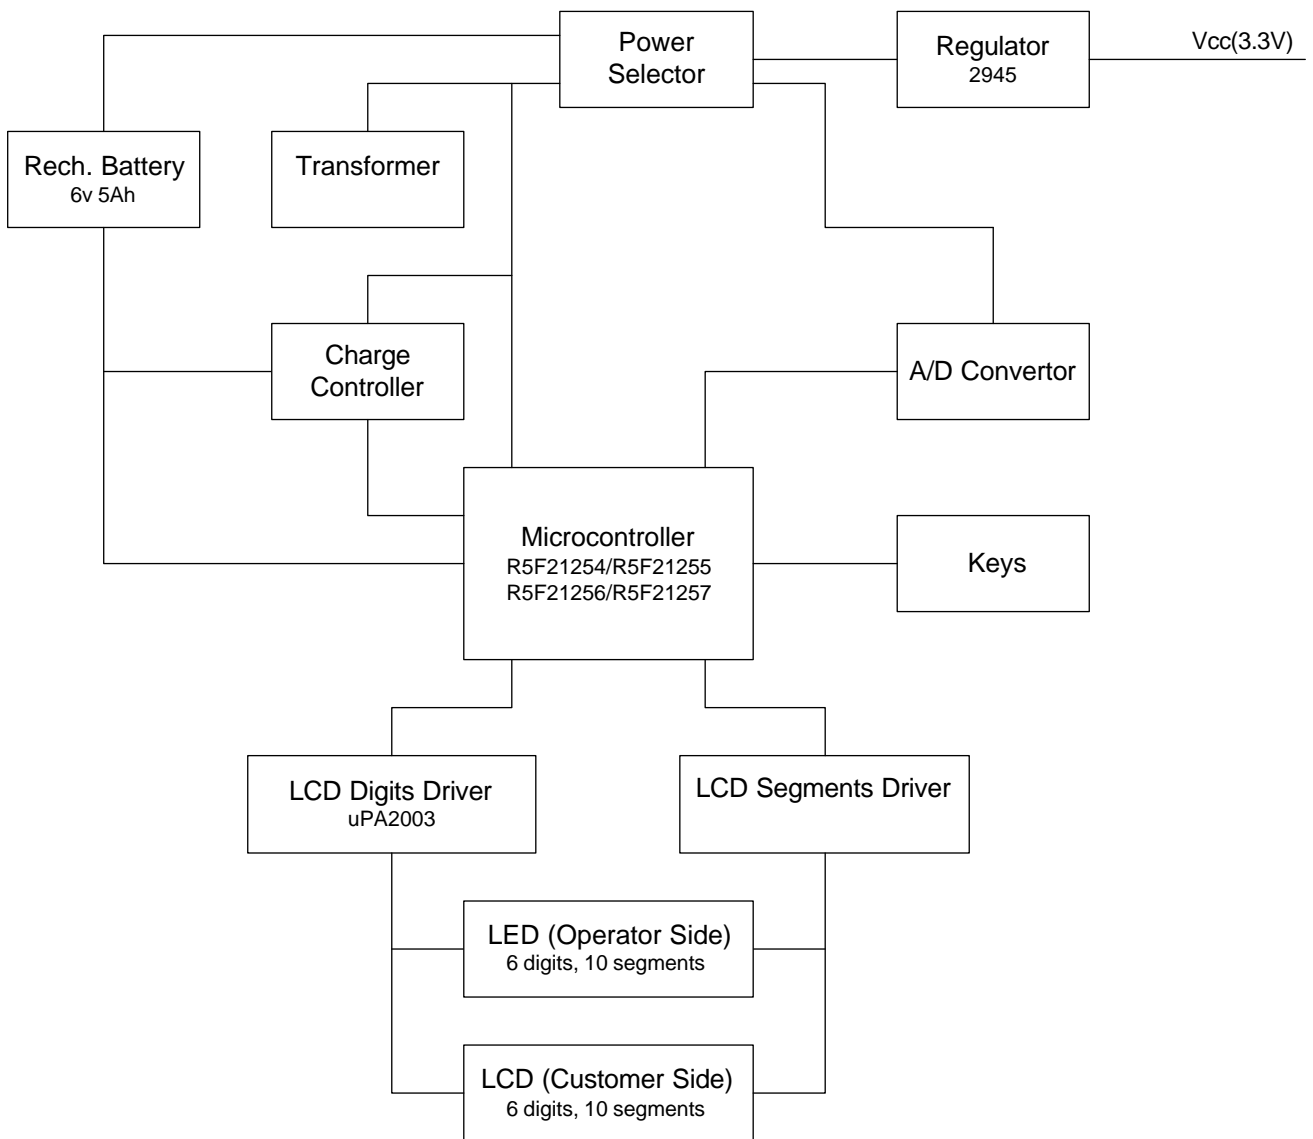 Power
Selector
Regulator
2945
Vcc(3.3V)
Rech. Battery
6v 5Ah
Transformer
Charge
Controller
A/D Convertor
Microcontroller
R5F21254/R5F21255
R5F21256/R5F21257
Keys
LCD Digits Driver
uPA2003
LCD Segments Driver
LED (Operator Side)
6 digits, 10 segments
LCD (Customer Side)
6 digits, 10 segments